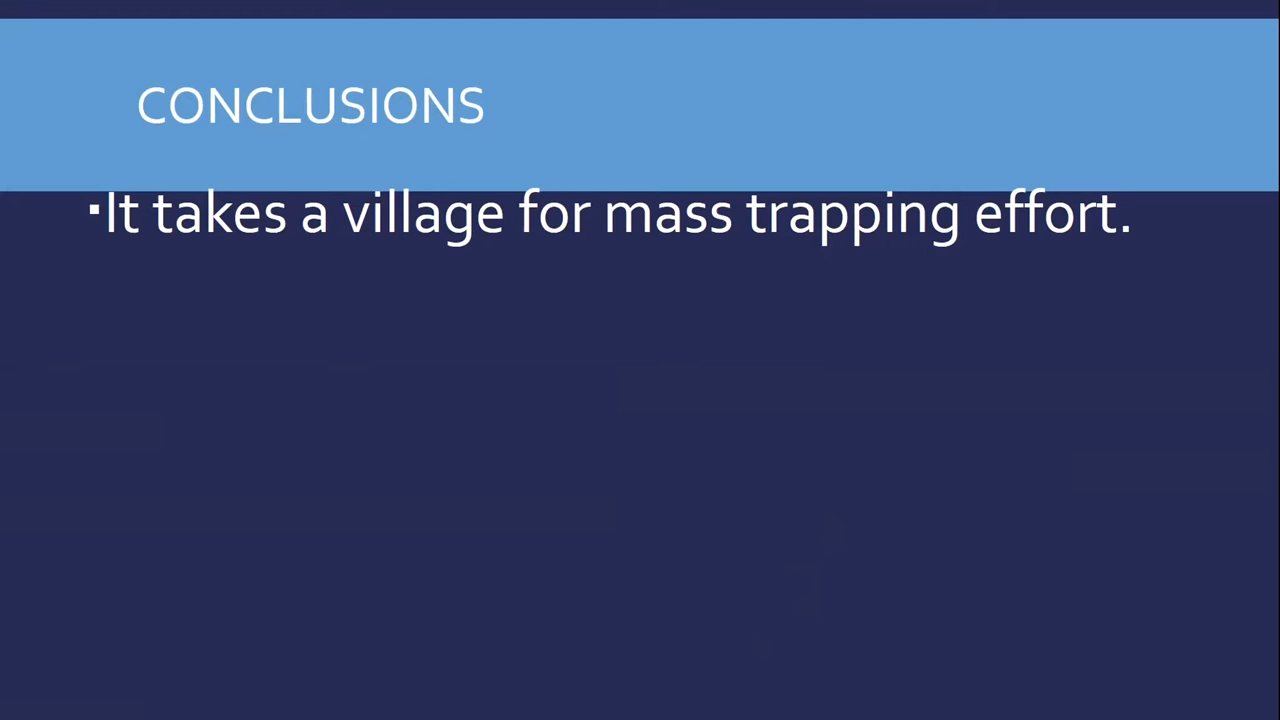 CONCLUSIONS
▪It takes a village for mass trapping effort.